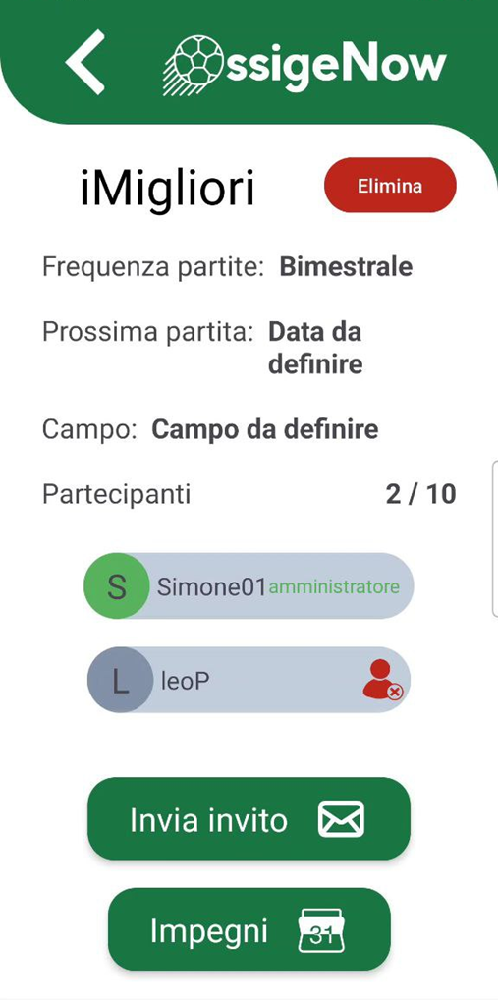 OssigeNow
iMigliori
Elimina
Frequenza partite: Bimestrale
Prossima partita: Data da
definire
Campo: Campo da definire
Partecipanti 2 / 10
S Simone01 amministratore
L leoP
Invia invito
Impegni 31